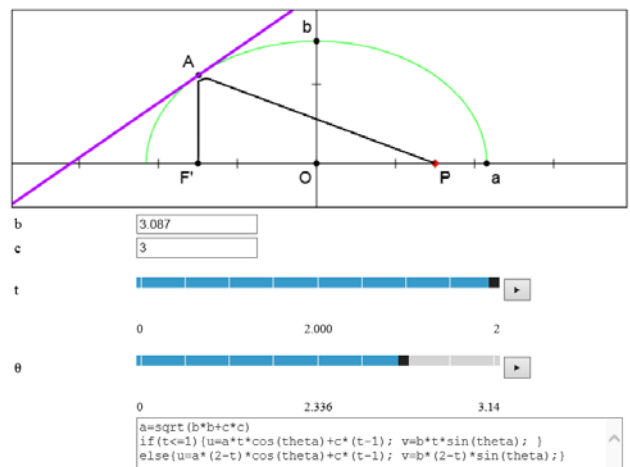 b
A
F' O P a
b 3.087
c 3
t
0 2.000 2
θ
0 2.336 3.14
a=sqrt(b*b+c*c)
if(t<=1){u=a*t*cos(theta)+c*(t-1); v=b*t*sin(theta); }
else{u=a*(2-t)*cos(theta)+c*(t-1); v=b*(2-t)*sin(theta);}